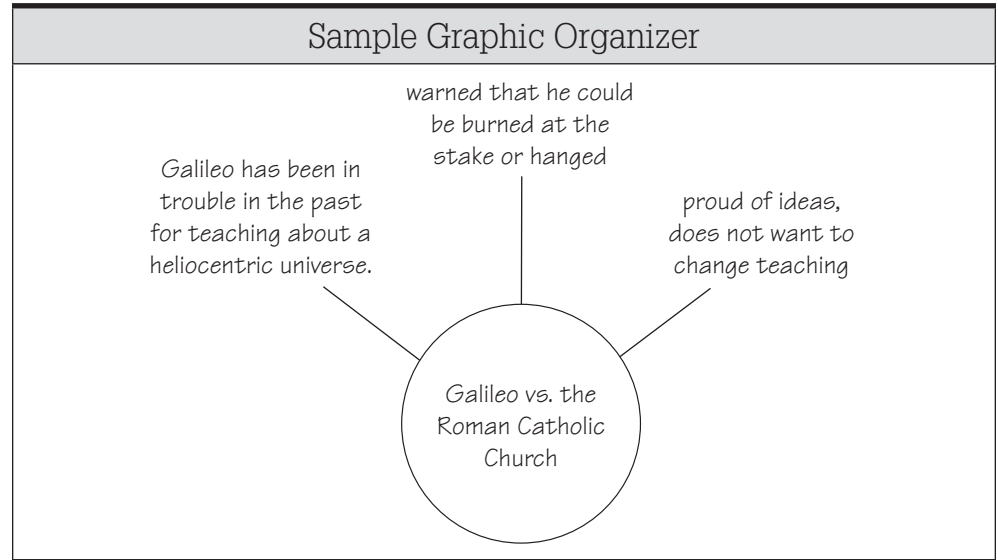 Sample Graphic Organizer
warned that he could
be burned at the
stake or hanged
Galileo has been in
trouble in the past
for teaching about a
heliocentric universe.
proud of ideas,
does not want to
change teaching
Galileo vs. the
Roman Catholic
Church